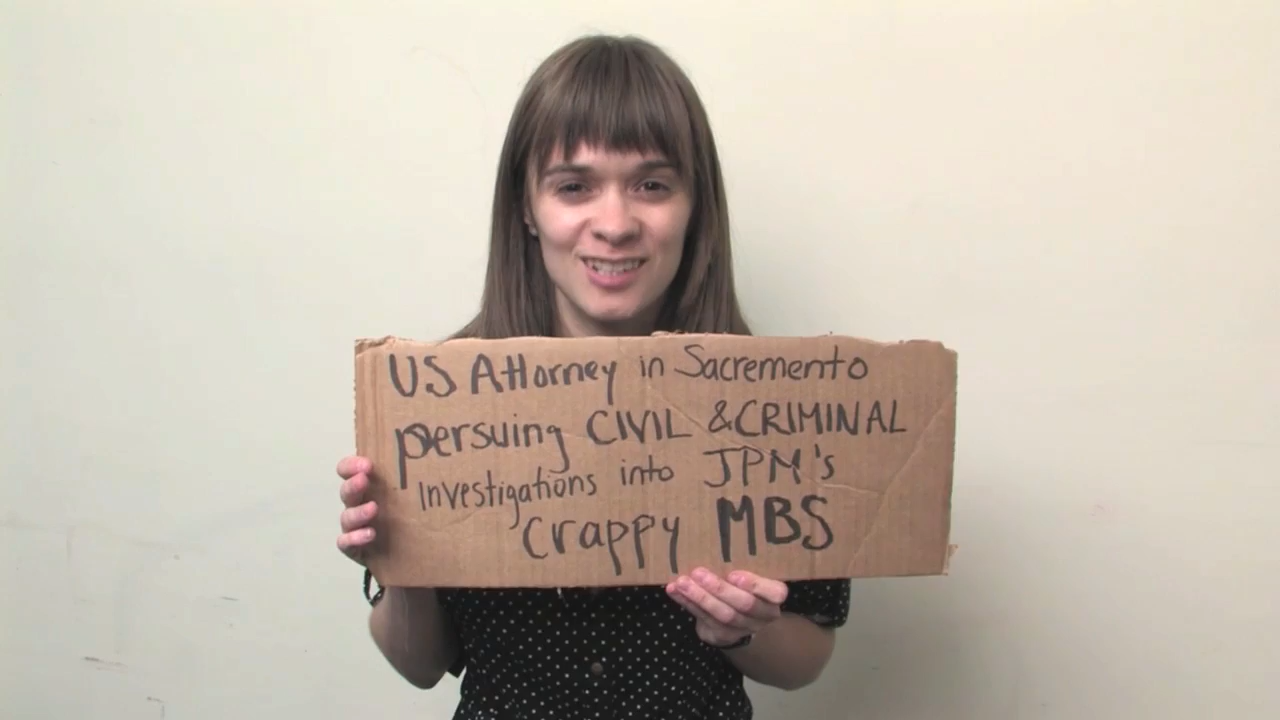 US Attorney in Sacremento
persuing CIVIL & CRIMINAL
Investigations into JPM's
crappy MBS